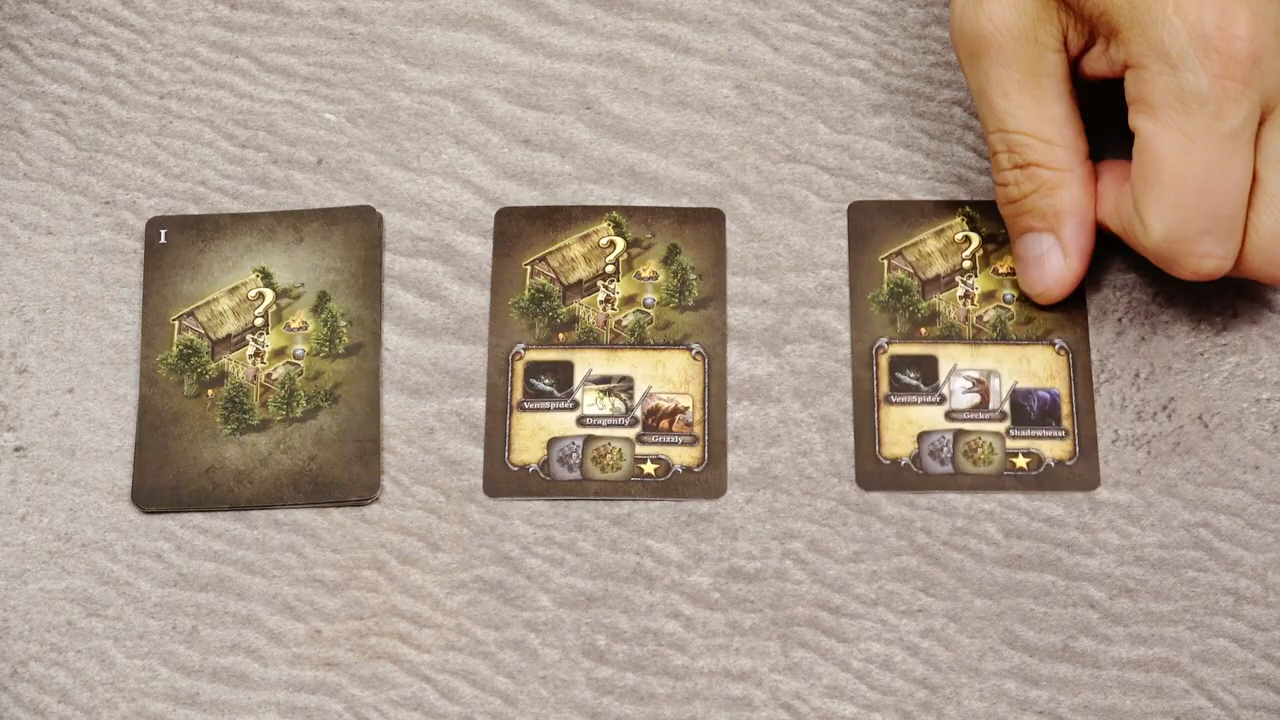 I
?
?
Ven. Spider
Dragonfly
Grizzly
?
Ven. Spider
Gecko
Shadowbeast